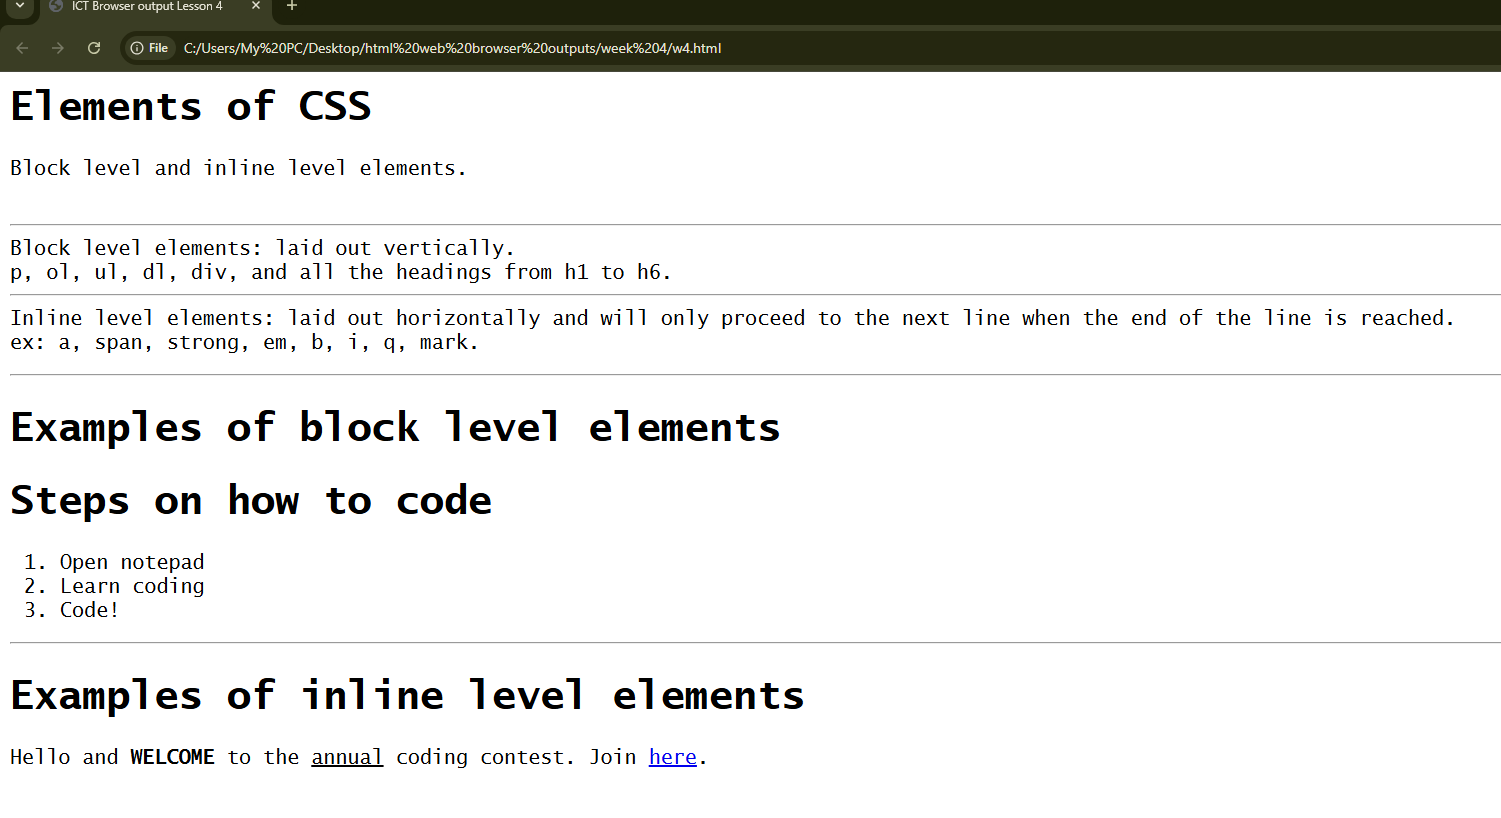 ICT Browser output Lesson 4
File C:/Users/My%20PC/Desktop/html%20web%20browser%20outputs/week%204/w4.html
Elements of CSS
Block level and inline level elements.
Block level elements: laid out vertically.
p, ol, ul, dl, div, and all the headings from h1 to h6.
Inline level elements: laid out horizontally and will only proceed to the next line when the end of the line is reached.
ex: a, span, strong, em, b, i, q, mark.
Examples of block level elements
Steps on how to code
1. Open notepad
2. Learn coding
3. Code!
Examples of inline level elements
Hello and WELCOME to the annual coding contest. Join here.